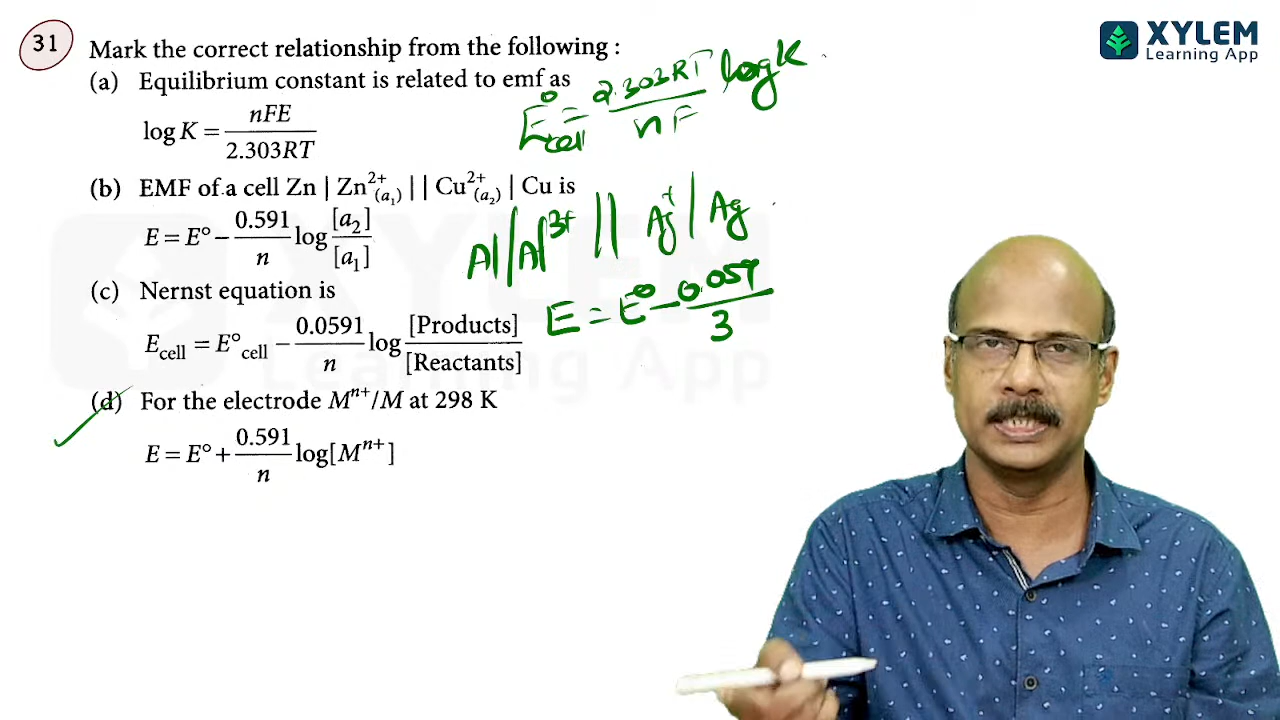 31
XYLEM
Learning App
Mark the correct relationship from the following :
(a) Equilibrium constant is related to emf as
log K = nFE / 2.303RT
E°cell = 2.303RT / nF log K
(b) EMF of a cell Zn | Zn²⁺(a₁) | | Cu²⁺(a₂) | Cu is
E = E° − 0.591 / n log [a₂] / [a₁]
Al | Al³⁺ || Ag⁺ | Ag
(c) Nernst equation is
E = E° − 0.059 / 3
Ecell = E°cell − 0.0591 / n log [Products] / [Reactants]
(d) For the electrode Mⁿ⁺/M at 298 K
E = E° + 0.591 / n log[Mⁿ⁺]
XYLEM
Learning App